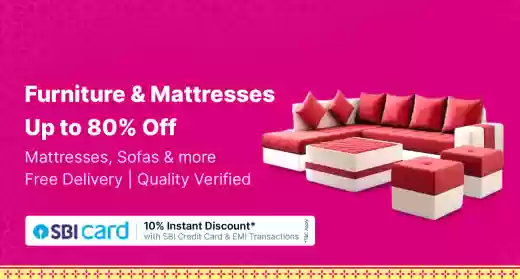 Furniture & Mattresses
Up to 80% Off
Mattresses, Sofas & more
Free Delivery | Quality Verified
SBI card
10% Instant Discount*
with SBI Credit Card & EMI Transactions
*T&C Apply